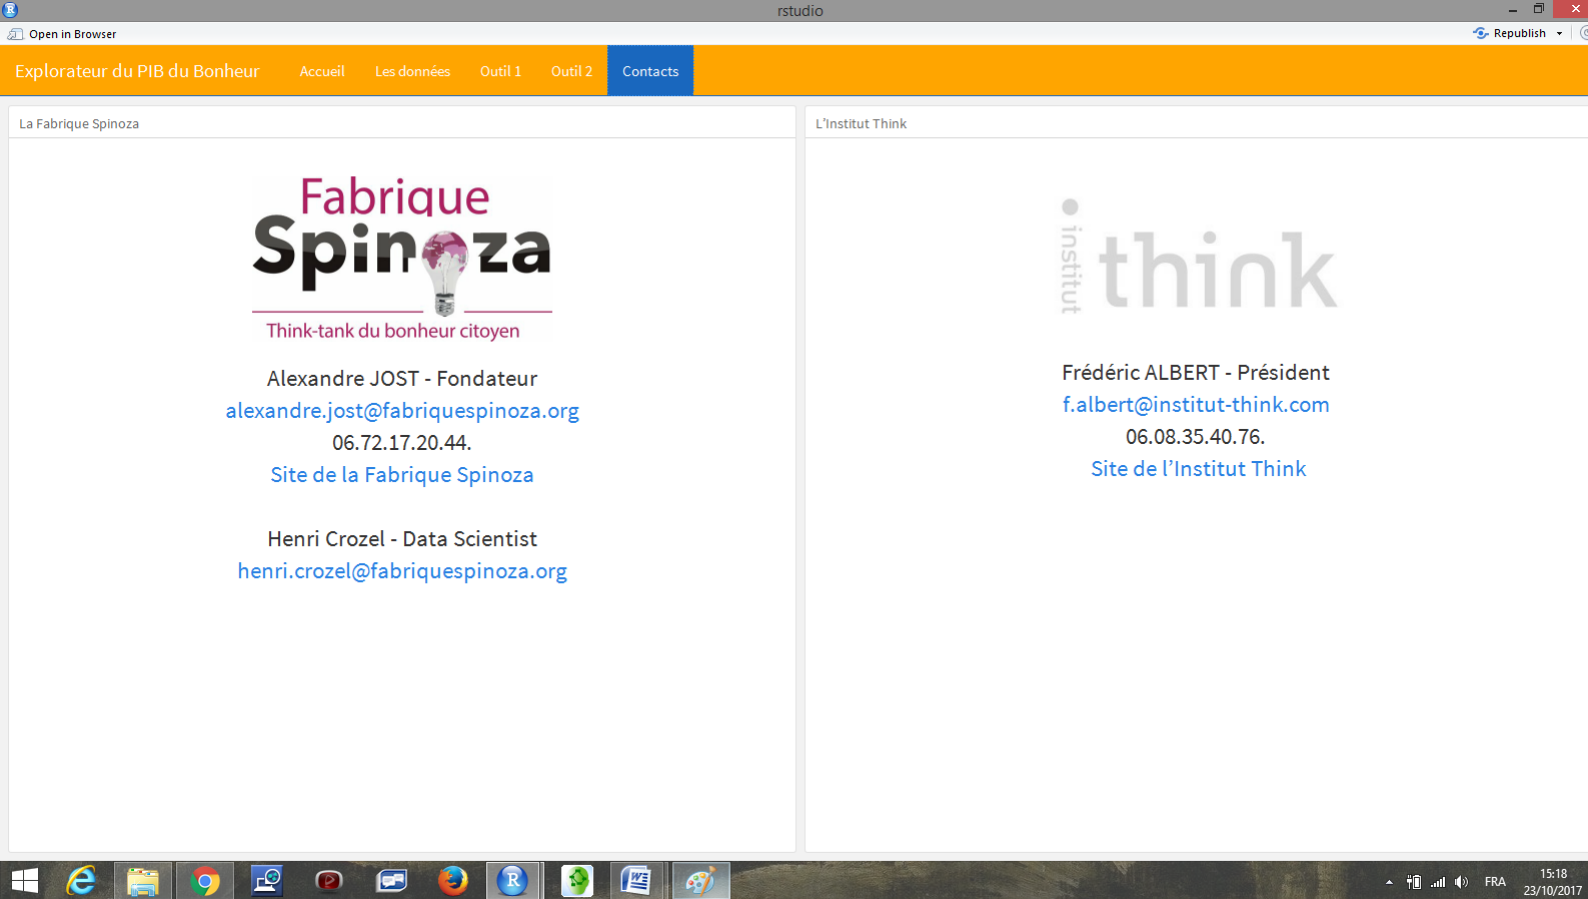 rstudio
Open in Browser
Republish
Explorateur du PIB du Bonheur
Accueil
Les données
Outil 1
Outil 2
Contacts
La Fabrique Spinoza
Fabrique
Spinoza
Think-tank du bonheur citoyen
Alexandre JOST - Fondateur
alexandre.jost@fabriquespinoza.org
06.72.17.20.44.
Site de la Fabrique Spinoza
Henri Crozel - Data Scientist
henri.crozel@fabriquespinoza.org
L’Institut Think
institut
think
Frédéric ALBERT - Président
f.albert@institut-think.com
06.08.35.40.76.
Site de l’Institut Think
FRA
15:18
23/10/2017